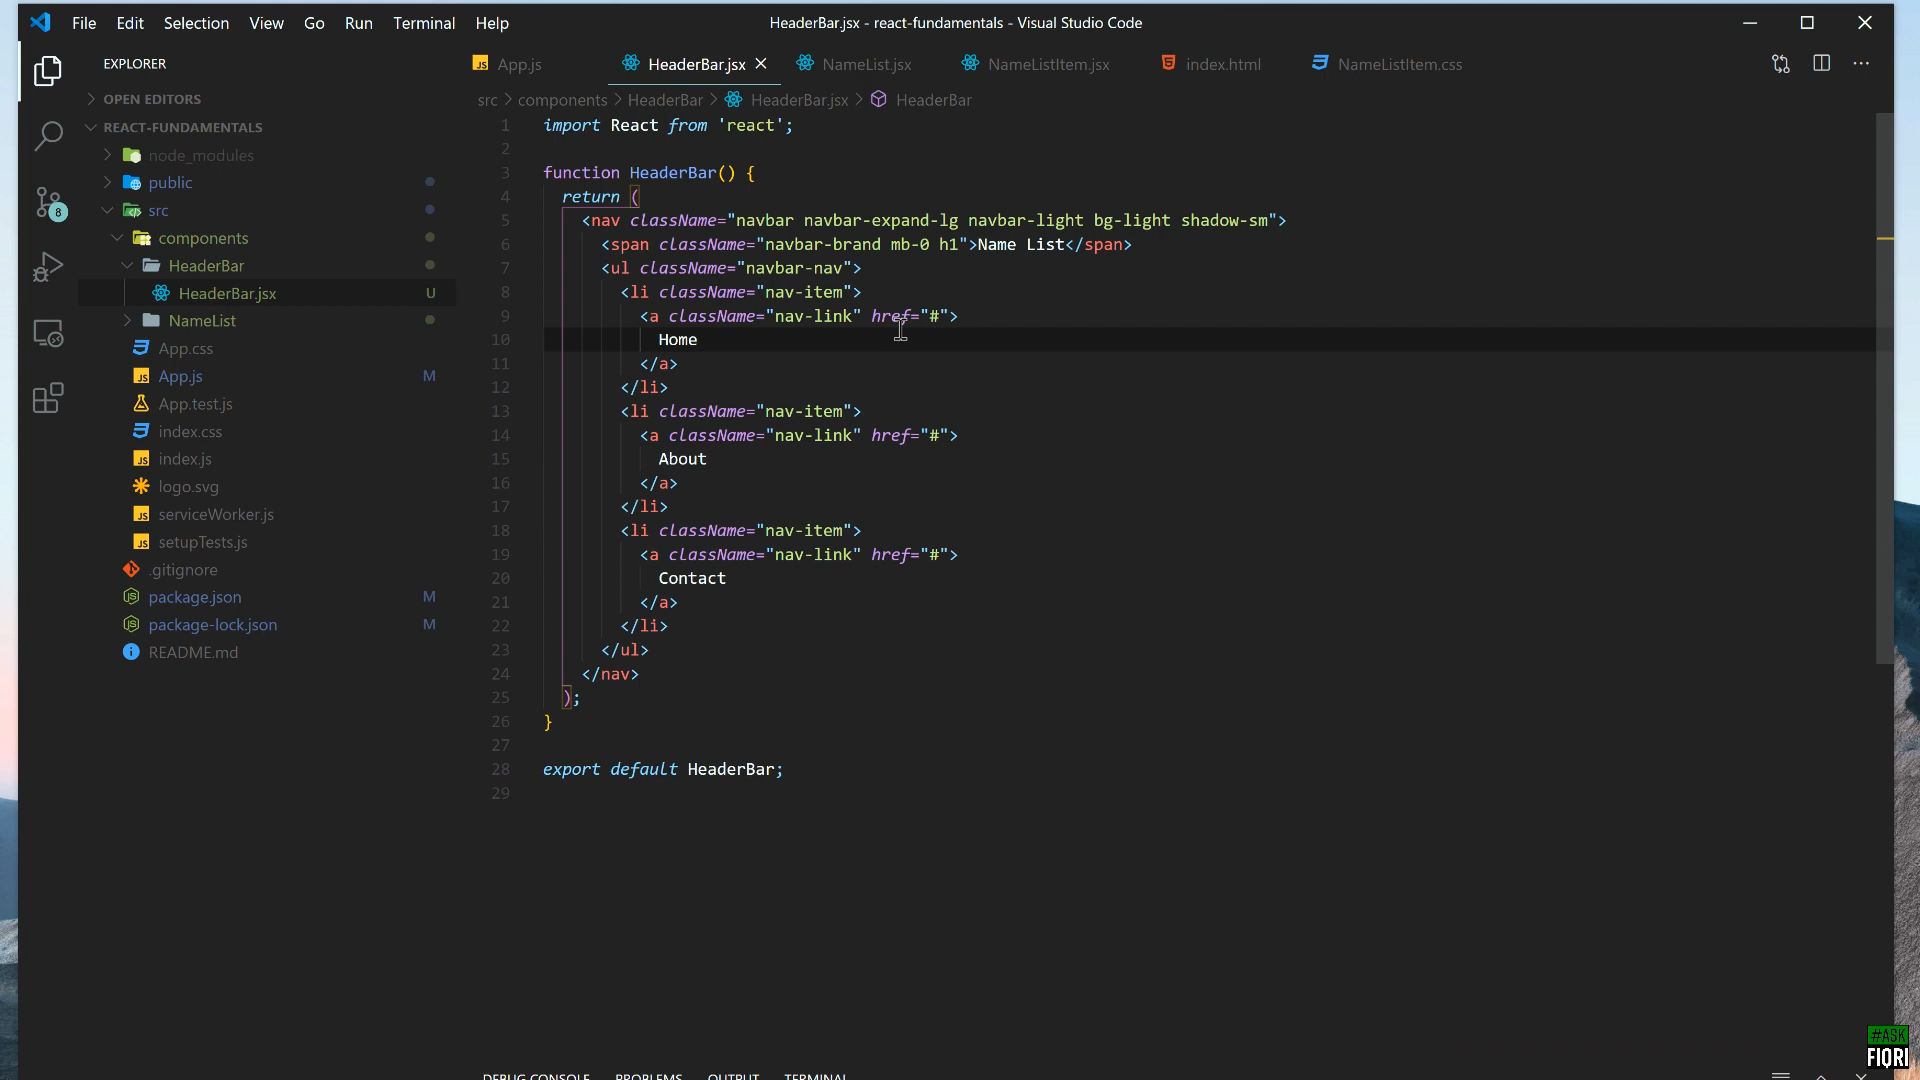 File Edit Selection View Go Run Terminal Help
HeaderBar.jsx - react-fundamentals - Visual Studio Code
EXPLORER
OPEN EDITORS
REACT-FUNDAMENTALS
node_modules
public
src
components
HeaderBar
HeaderBar.jsx U
NameList
App.css
App.js M
App.test.js
index.css
index.js
logo.svg
serviceWorker.js
setupTests.js
.gitignore
package.json M
package-lock.json M
README.md
8
App.js HeaderBar.jsx NameList.jsx NameListItem.jsx index.html NameListItem.css
src > components > HeaderBar > HeaderBar.jsx > HeaderBar
1 import React from 'react';
2
3 function HeaderBar() {
4 return (
5 <nav className="navbar navbar-expand-lg navbar-light bg-light shadow-sm">
6 <span className="navbar-brand mb-0 h1">Name List</span>
7 <ul className="navbar-nav">
8 <li className="nav-item">
9 <a className="nav-link" href="#">
10 Home
11 </a>
12 </li>
13 <li className="nav-item">
14 <a className="nav-link" href="#">
15 About
16 </a>
17 </li>
18 <li className="nav-item">
19 <a className="nav-link" href="#">
20 Contact
21 </a>
22 </li>
23 </ul>
24 </nav>
25 );
26 }
27
28 export default HeaderBar;
29
DEBUG CONSOLE PROBLEMS OUTPUT TERMINAL
#ASK
FIORI